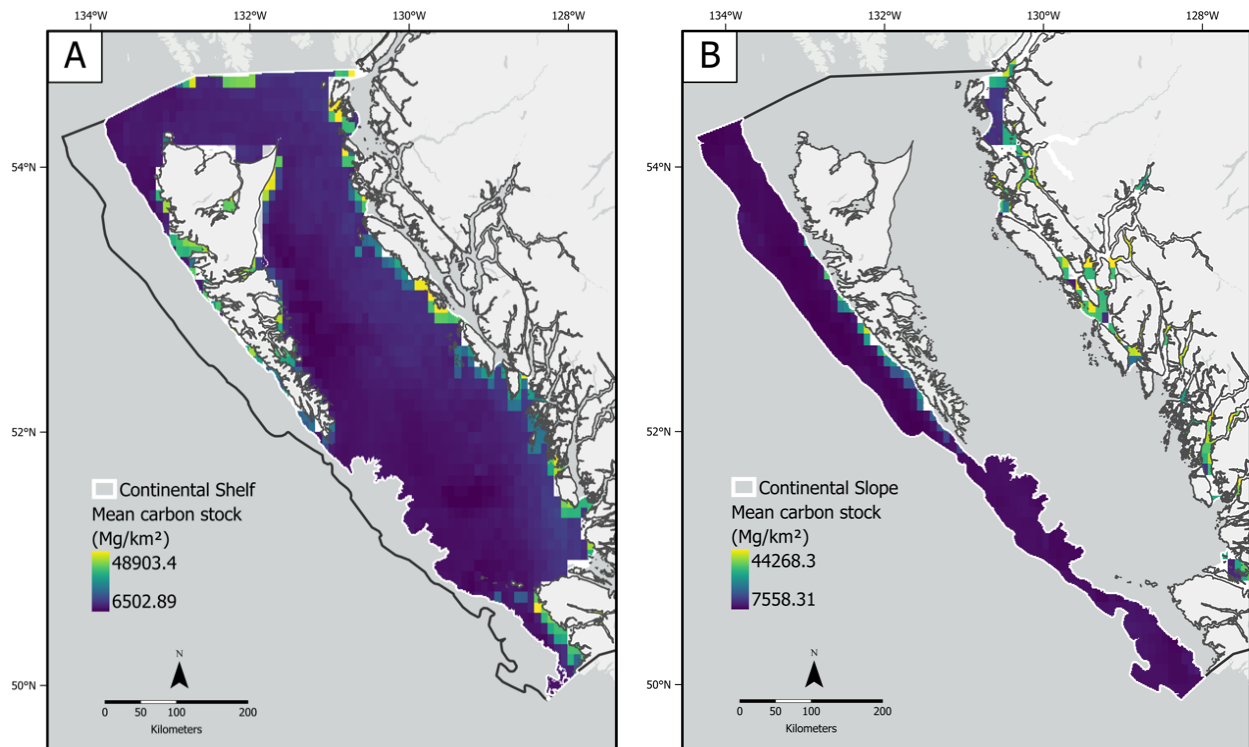 134°W 132°W 130°W 128°W
A
54°N
52°N
50°N
Continental Shelf
Mean carbon stock
(Mg/km²)
48903.4
6502.89
N
0 50 100 200
Kilometers
134°W 132°W 130°W 128°W
B
54°N
52°N
50°N
Continental Slope
Mean carbon stock
(Mg/km²)
44268.3
7558.31
N
0 50 100 200
Kilometers